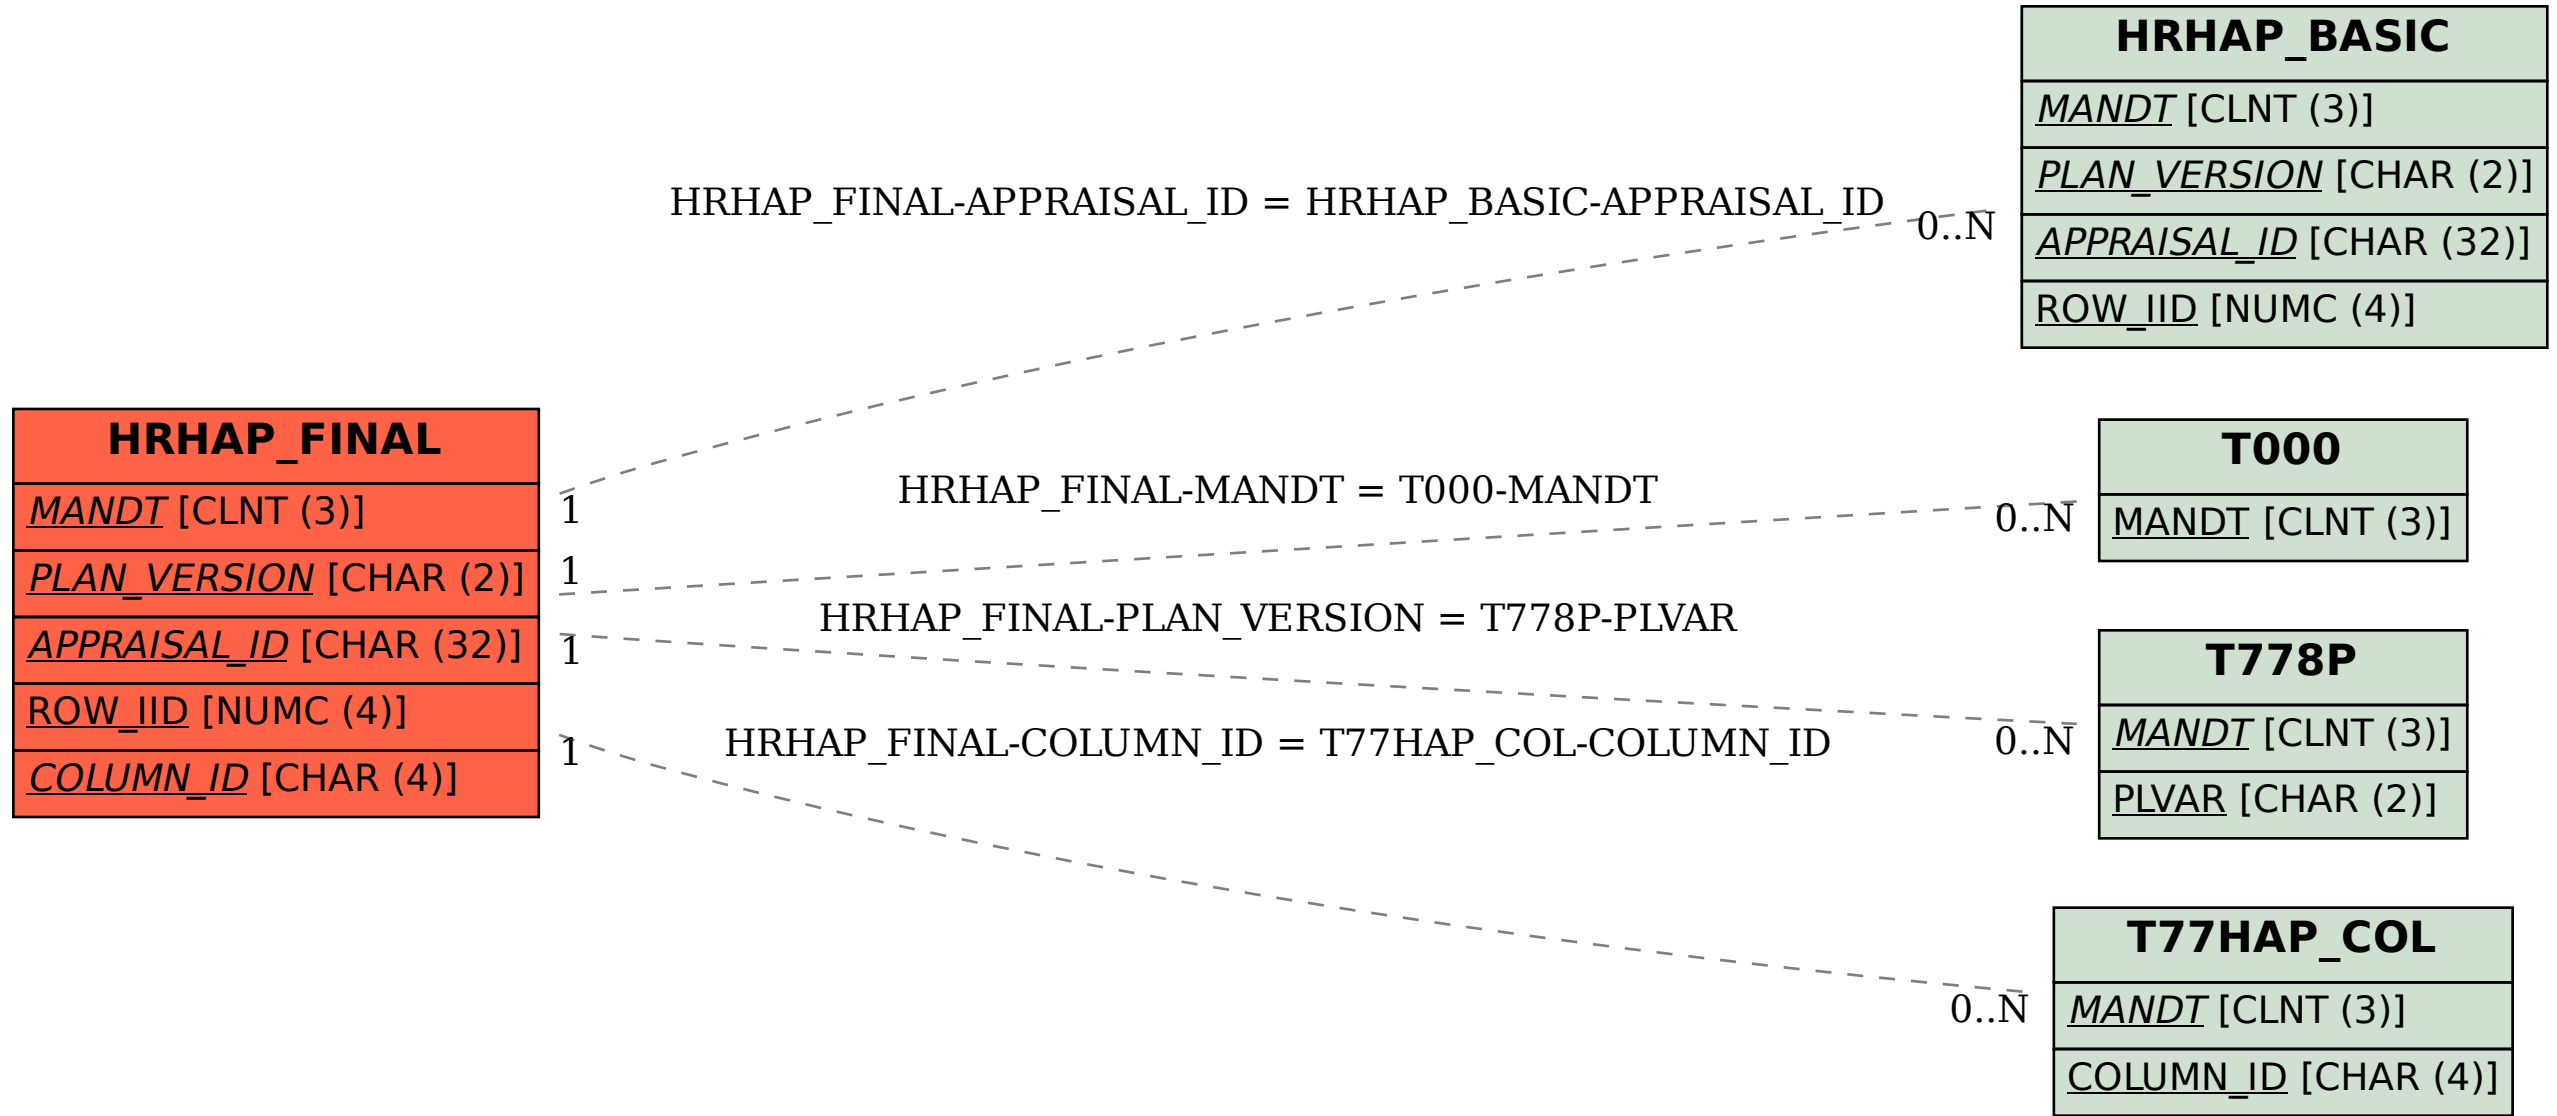 HRHAP_BASIC
MANDT [CLNT (3)]
PLAN_VERSION [CHAR (2)]
APPRAISAL_ID [CHAR (32)]
ROW_IID [NUMC (4)]
HRHAP_FINAL-APPRAISAL_ID = HRHAP_BASIC-APPRAISAL_ID
0..N
1
HRHAP_FINAL
MANDT [CLNT (3)]
PLAN_VERSION [CHAR (2)]
APPRAISAL_ID [CHAR (32)]
ROW_IID [NUMC (4)]
COLUMN_ID [CHAR (4)]
HRHAP_FINAL-MANDT = T000-MANDT
1
0..N
T000
MANDT [CLNT (3)]
HRHAP_FINAL-PLAN_VERSION = T778P-PLVAR
1
0..N
T778P
MANDT [CLNT (3)]
PLVAR [CHAR (2)]
HRHAP_FINAL-COLUMN_ID = T77HAP_COL-COLUMN_ID
1
0..N
T77HAP_COL
MANDT [CLNT (3)]
COLUMN_ID [CHAR (4)]